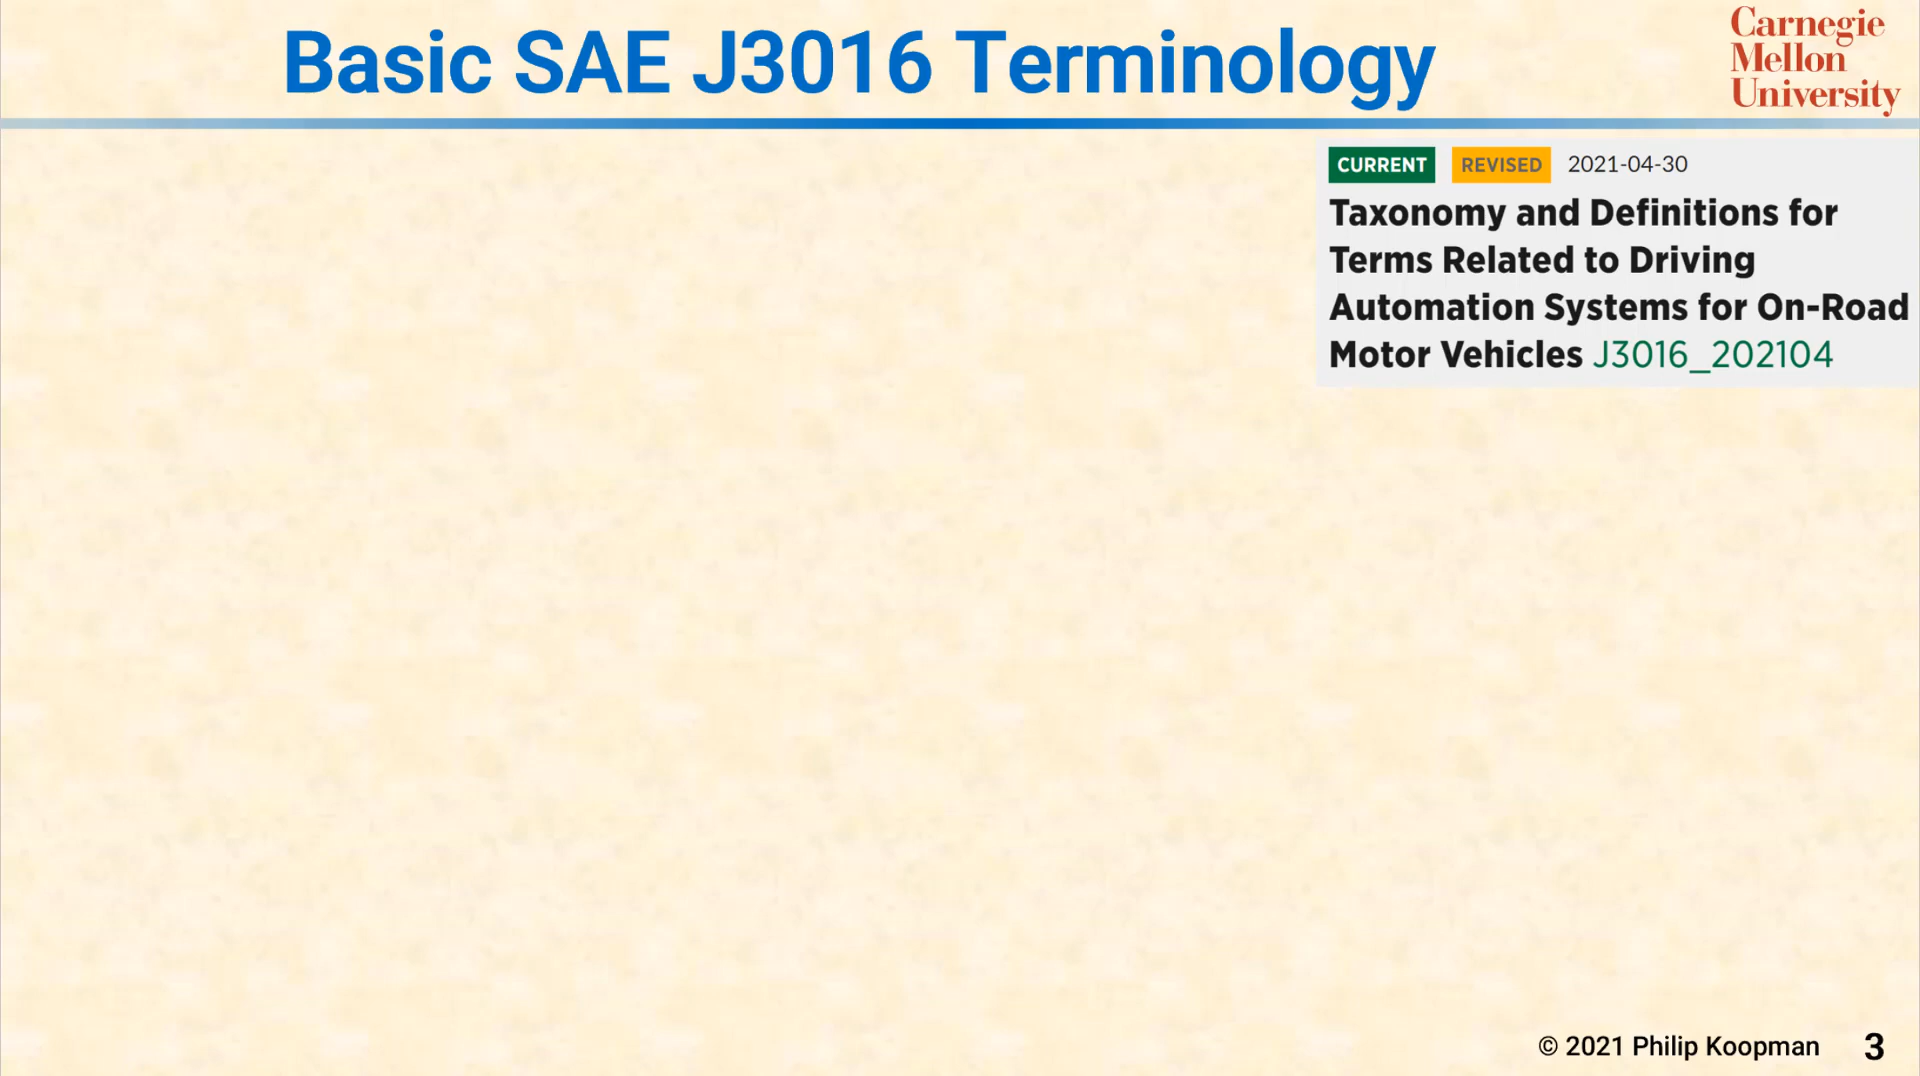 Basic SAE J3016 Terminology
Carnegie
Mellon
University
CURRENT REVISED 2021-04-30
Taxonomy and Definitions for
Terms Related to Driving
Automation Systems for On-Road
Motor Vehicles J3016_202104
© 2021 Philip Koopman 3